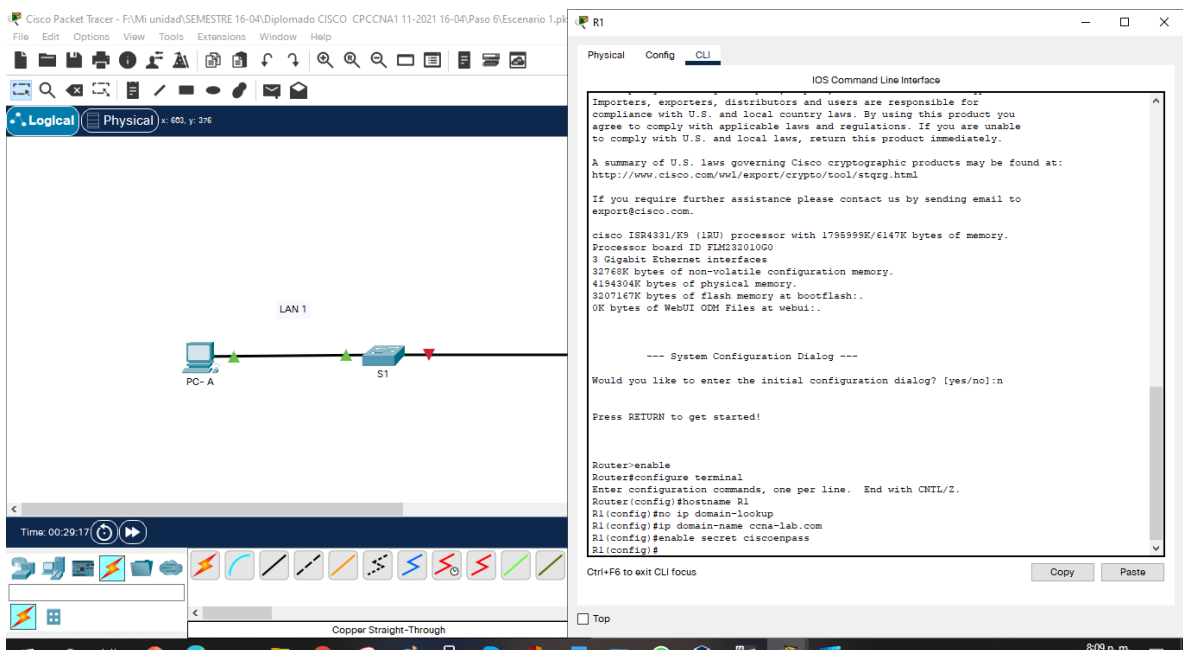 Cisco Packet Tracer - F:\Mi unidad\SEMESTRE 16-04\Diplomado CISCO CPCCNA1 11-2021 16-04\Paso 6\Escenario 1.pk
File Edit Options View Tools Extensions Window Help
Logical Physical x: 603, y: 376
LAN 1
PC- A
S1
Time: 00:29:17
Copper Straight-Through
R1
Physical Config CLI
IOS Command Line Interface
Importers, exporters, distributors and users are responsible for
compliance with U.S. and local country laws. By using this product you
agree to comply with applicable laws and regulations. If you are unable
to comply with U.S. and local laws, return this product immediately.
A summary of U.S. laws governing Cisco cryptographic products may be found at:
http://www.cisco.com/wwl/export/crypto/tool/stqrg.html
If you require further assistance please contact us by sending email to
export@cisco.com.
cisco ISR4331/K9 (1RU) processor with 1795999K/6147K bytes of memory.
Processor board ID FLM232010G0
3 Gigabit Ethernet interfaces
32768K bytes of non-volatile configuration memory.
4194304K bytes of physical memory.
3207167K bytes of flash memory at bootflash:.
0K bytes of WebUI ODM Files at webui:.
--- System Configuration Dialog ---
Would you like to enter the initial configuration dialog? [yes/no]:n
Press RETURN to get started!
Router>enable
Router#configure terminal
Enter configuration commands, one per line. End with CNTL/Z.
Router(config)#hostname R1
R1(config)#no ip domain-lookup
R1(config)#ip domain-name ccna-lab.com
R1(config)#enable secret ciscoenpass
R1(config)#
Ctrl+F6 to exit CLI focus
Copy Paste
Top
8:09 p. m.